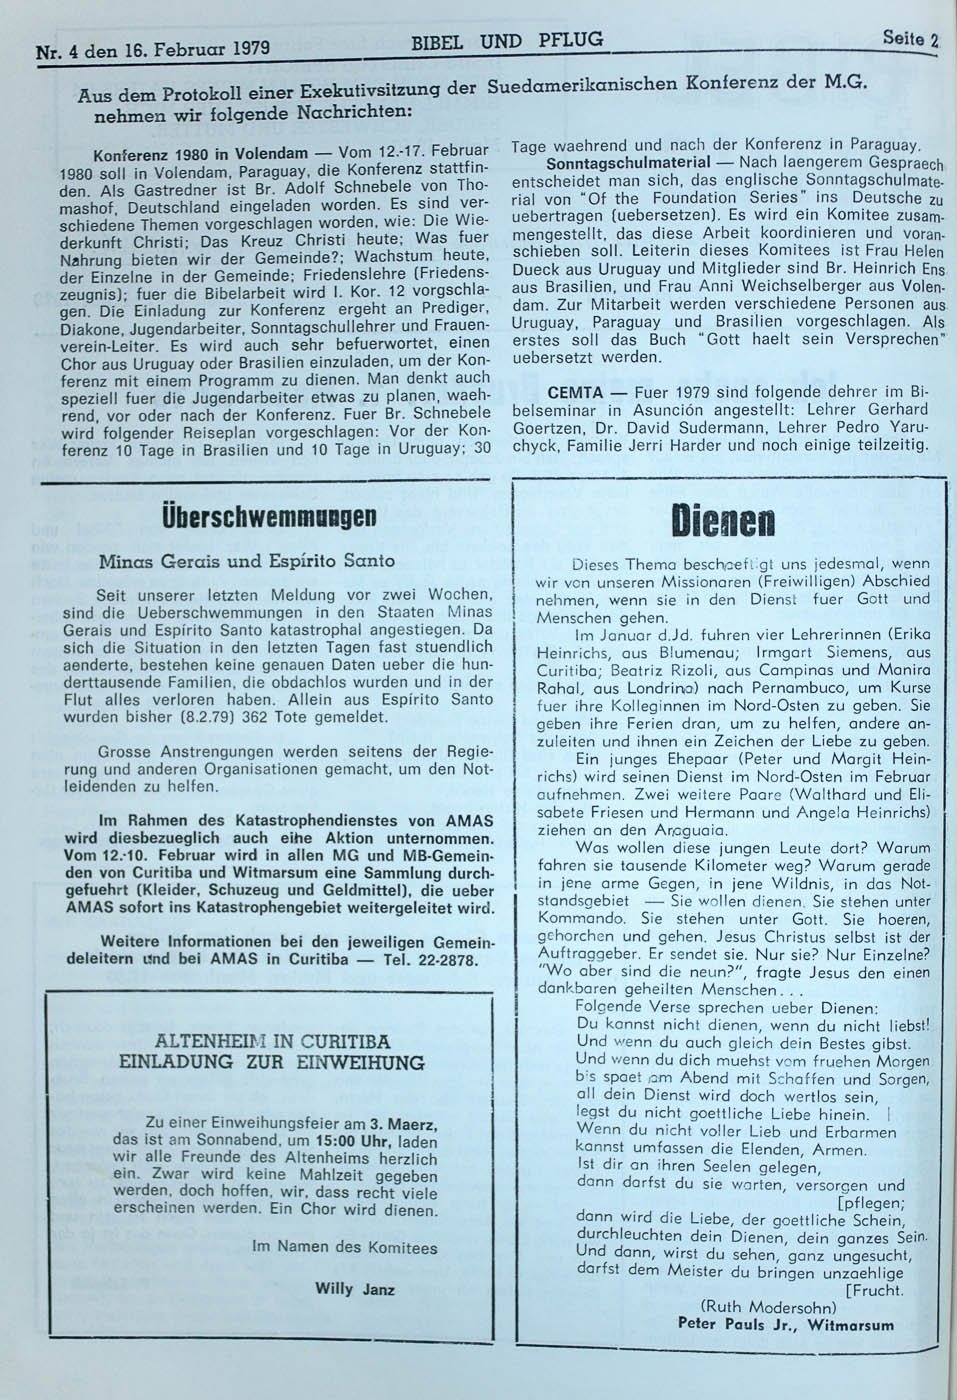 Nr. 4 den 16. Februar 1979
BIBEL UND PFLUG
Seite 2
Aus dem Protokoll einer Exekutivsitzung der Suedamerikanischen Konferenz der M.G.
nehmen wir folgende Nachrichten:
Konferenz 1980 in Volendam — Vom 12.-17. Februar
1980 soll in Volendam, Paraguay, die Konferenz stattfin-
den. Als Gastredner ist Br. Adolf Schnebele von Tho-
mashof, Deutschland eingeladen worden. Es sind ver-
schiedene Themen vorgeschlagen worden, wie: Die Wie-
derkunft Christi; Das Kreuz Christi heute; Was fuer
Nahrung bieten wir der Gemeinde?; Wachstum heute,
der Einzelne in der Gemeinde; Friedenslehre (Friedens-
zeugnis); fuer die Bibelarbeit wird I. Kor. 12 vorgschla-
gen. Die Einladung zur Konferenz ergeht an Prediger,
Diakone, Jugendarbeiter, Sonntagschullehrer und Frauen-
verein-Leiter. Es wird auch sehr befuerwortet, einen
Chor aus Uruguay oder Brasilien einzuladen, um der Kon-
ferenz mit einem Programm zu dienen. Man denkt auch
speziel fuer die Jugendarbeiter etwas zu planen, waeh-
rend, vor oder nach der Konferenz. Fuer Br. Schnebele
wird folgender Reiseplan vorgeschlagen: Vor der Kon-
ferenz 10 Tage in Brasilien und 10 Tage in Uruguay; 30
Tage waehrend und nach der Konferenz in Paraguay.
Sonntagschulmaterial — Nach laengerem Gespraech
entscheidet man sich, das englische Sonntagschulmate-
rial von "Of the Foundation Series" ins Deutsche zu
uebertragen (uebersetzen). Es wird ein Komitee zusam-
mengestellt, das diese Arbeit koordinieren und voran-
schieben soll. Leiterin dieses Komitees ist Frau Helen
Dueck aus Uruguay und Mitglieder sind Br. Heinrich Ens
aus Brasilien, und Frau Anni Weichselberger aus Volen-
dam. Zur Mitarbeit werden verschiedene Personen aus
Uruguay, Paraguay und Brasilien vorgeschlagen. Als
erstes soll das Buch "Gott haelt sein Versprechen"
uebersetzt werden.
CEMTA — Fuer 1979 sind folgende dehrer im Bi-
belseminar in Asunción angestellt: Lehrer Gerhard
Goertzen, Dr. David Sudermann, Lehrer Pedro Yaru-
chyck, Familie Jerri Harder und noch einige teilzeitig.
Überschwemmungen
Minas Gerais und Espírito Santo
Seit unserer letzten Meldung vor zwei Wochen,
sind die Ueberschwemmungen in den Staaten Minas
Gerais und Espírito Santo katastrophal angestiegen. Da
sich die Situation in den letzten Tagen fast stuendlich
aenderte, bestehen keine genauen Daten ueber die hun-
derttausende Familien, die obdachlos wurden und in der
Flut alles verloren haben. Allein aus Espírito Santo
wurden bisher (8.2.79) 362 Tote gemeldet.
Grosse Anstrengungen werden seitens der Regie-
rung und anderen Organisationen gemacht, um den Not-
leidenden zu helfen.
Im Rahmen des Katastrophendienstes von AMAS
wird diesbezueglich auch eihe Aktion unternommen.
Vom 12.-10. Februar wird in allen MG und MB-Gemein-
den von Curitiba und Witmarsum eine Sammlung durch-
gefuehrt (Kleider, Schuzeug und Geldmittel), die ueber
AMAS sofort ins Katastrophengebiet weitergeleitet wird.
Weitere Informationen bei den jeweiligen Gemein-
deleitern und bei AMAS in Curitiba — Tel. 22-2878.
ALTENHEIM IN CURITIBA
EINLADUNG ZUR EINWEIHUNG
Zu einer Einweihungsfeier am 3. Maerz,
das ist am Sonnabend, um 15:00 Uhr, laden
wir alle Freunde des Altenheims herzlich
ein. Zwar wird keine Mahlzeit gegeben
werden, doch hoffen, wir, dass recht viele
erscheinen werden. Ein Chor wird dienen.
Im Namen des Komitees
Willy Janz
Dienen
Dieses Thema beschaeftigt uns jedesmal, wenn
wir von unseren Missionaren (Freiwilligen) Abschied
nehmen, wenn sie in den Dienst fuer Gott und
Menschen gehen.
Im Januar d.Jd. fuhren vier Lehrerinnen (Erika
Heinrichs, aus Blumenau; Irmgart Siemens, aus
Curitiba; Beatriz Rizoli, aus Campinas und Manira
Rahal, aus Londrina) nach Pernambuco, um Kurse
fuer ihre Kolleginnen im Nord-Osten zu geben. Sie
geben ihre Ferien dran, um zu helfen, andere an-
zuleiten und ihnen ein Zeichen der Liebe zu geben.
Ein junges Ehepaar (Peter und Margit Hein-
richs) wird seinen Dienst im Nord-Osten im Februar
aufnehmen. Zwei weitere Paare (Walthard und Eli-
sabete Friesen und Hermann und Angela Heinrichs)
ziehen an den Araguaia.
Was wollen diese jungen Leute dort? Warum
fahren sie tausende Kilometer weg? Warum gerade
in jene arme Gegen, in jene Wildnis, in das Not-
standsgebiet — Sie wollen dienen. Sie stehen unter
Kommando. Sie stehen unter Gott. Sie hoeren,
gehorchen und gehen. Jesus Christus selbst ist der
Auftraggeber. Er sendet sie. Nur sie? Nur Einzelne?
"Wo aber sind die neun?", fragte Jesus den einen
dankbaren geheilten Menschen...
Folgende Verse sprechen ueber Dienen:
Du kannst nicht dienen, wenn du nicht liebst!
Und wenn du auch gleich dein Bestes gibst.
Und wenn du dich muehst vom fruehen Morgen
bis spaet am Abend mit Schaffen und Sorgen,
all dein Dienst wird doch wertlos sein,
legst du nicht goettliche Liebe hinein.
Wenn du nicht voller Lieb und Erbarmen
kannst umfassen die Elenden, Armen.
Ist dir an ihren Seelen gelegen,
dann darfst du sie warten, versorgen und
[pflegen;
dann wird die Liebe, der goettliche Schein,
durchleuchten dein Dienen, dein ganzes Sein.
Und dann, wirst du sehen, ganz ungesucht,
darfst dem Meister du bringen unzaehlige
[Frucht.
(Ruth Modersohn)
Peter Pauls Jr., Witmarsum